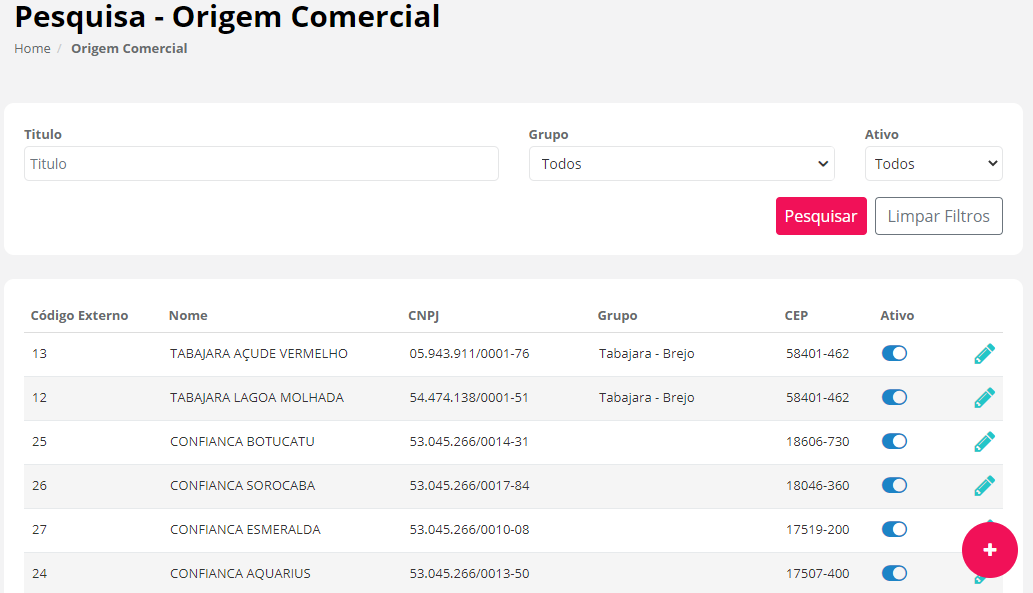 Pesquisa - Origem Comercial
Home / Origem Comercial
Titulo Grupo Ativo
Titulo Todos Todos
Pesquisar Limpar Filtros
Código Externo Nome CNPJ Grupo CEP Ativo
13 TABAJARA AÇUDE VERMELHO 05.943.911/0001-76 Tabajara - Brejo 58401-462
12 TABAJARA LAGOA MOLHADA 54.474.138/0001-51 Tabajara - Brejo 58401-462
25 CONFIANCA BOTUCATU 53.045.266/0014-31 18606-730
26 CONFIANCA SOROCABA 53.045.266/0017-84 18046-360
27 CONFIANCA ESMERALDA 53.045.266/0010-08 17519-200
24 CONFIANCA AQUARIUS 53.045.266/0013-50 17507-400